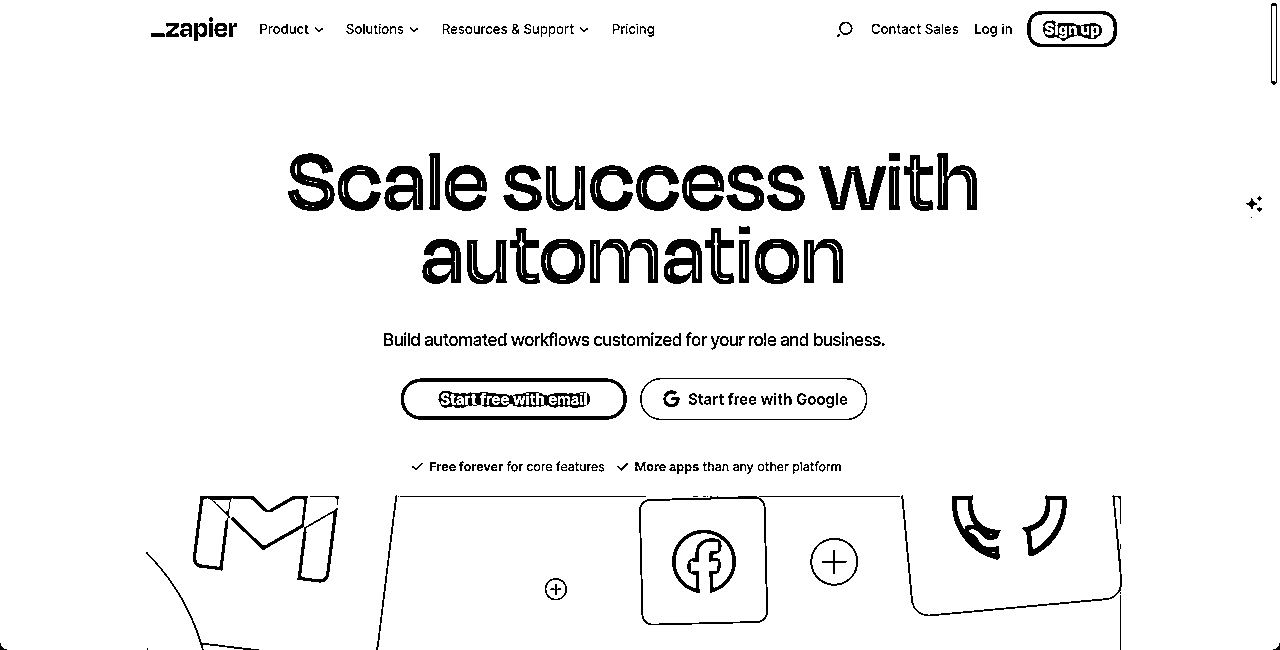 _zapier Product Solutions Resources & Support Pricing Contact Sales Log in Sign up
Scale success with
automation
Build automated workflows customized for your role and business.
Start free with email G Start free with Google
Free forever for core features More apps than any other platform